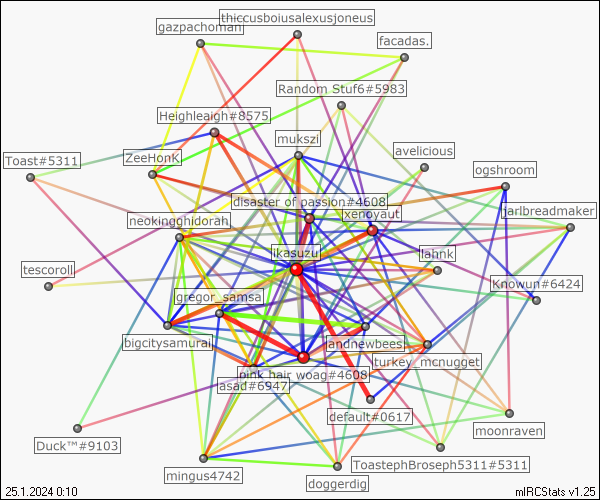 thiccusboiusalexusjoneus
gazpachoman
facadas.
Random Stuf6#5983
Heighleaigh#8575
mukszi
avelicious
Toast#5311
ZeeHonK
ogshroom
disaster of passion#4608
xenoyaut
jarlbreadmaker
neokingghidorah
ikasuzu
lahnk
tescoroll
Knowun#6424
gregor_samsa
bigcitysamurai
andnewbees
turkey_mcnugget
pink hair woag#4608
asad#6947
default#0617
moonraven
Duck™#9103
ToastephBroseph5311#5311
mingus4742
doggerdig
25.1.2024 0:10
mIRCStats v1.25